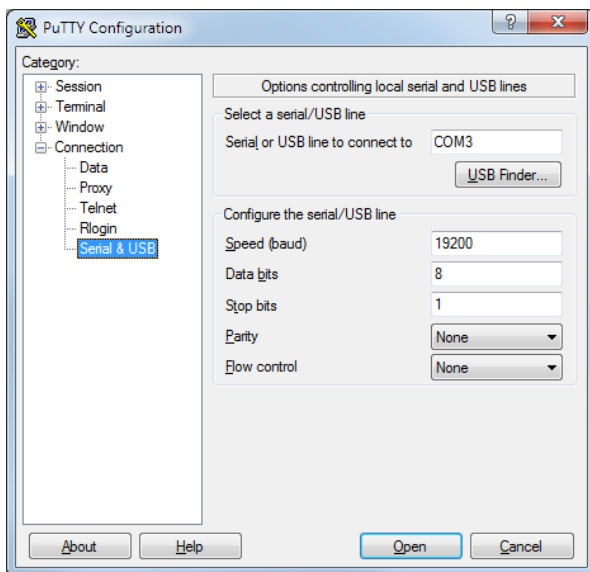 PuTTY Configuration
Category:
Session
Terminal
Window
Connection
Data
Proxy
Telnet
Rlogin
Serial & USB
Options controlling local serial and USB lines
Select a serial/USB line
Serial or USB line to connect to COM3
USB Finder...
Configure the serial/USB line
Speed (baud) 19200
Data bits 8
Stop bits 1
Parity None
Flow control None
About Help Open Cancel